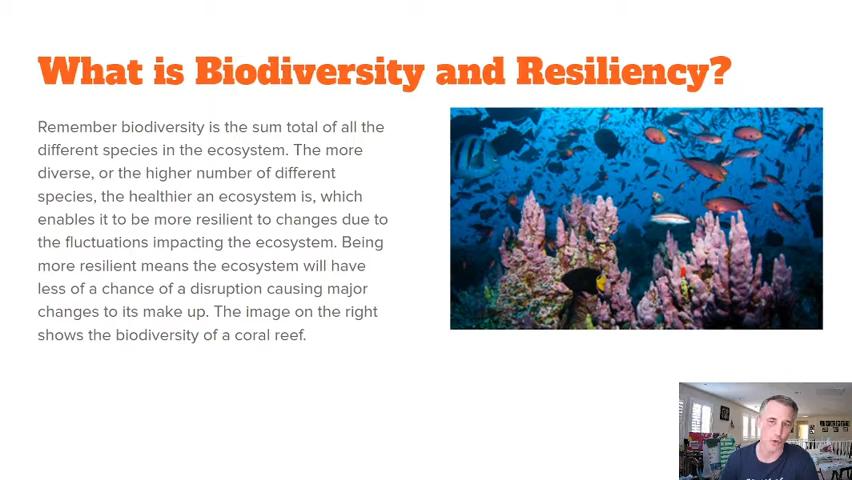 What is Biodiversity and Resiliency?
Remember biodiversity is the sum total of all the
different species in the ecosystem. The more
diverse, or the higher number of different
species, the healthier an ecosystem is, which
enables it to be more resilient to changes due to
the fluctuations impacting the ecosystem. Being
more resilient means the ecosystem will have
less of a chance of a disruption causing major
changes to its make up. The image on the right
shows the biodiversity of a coral reef.